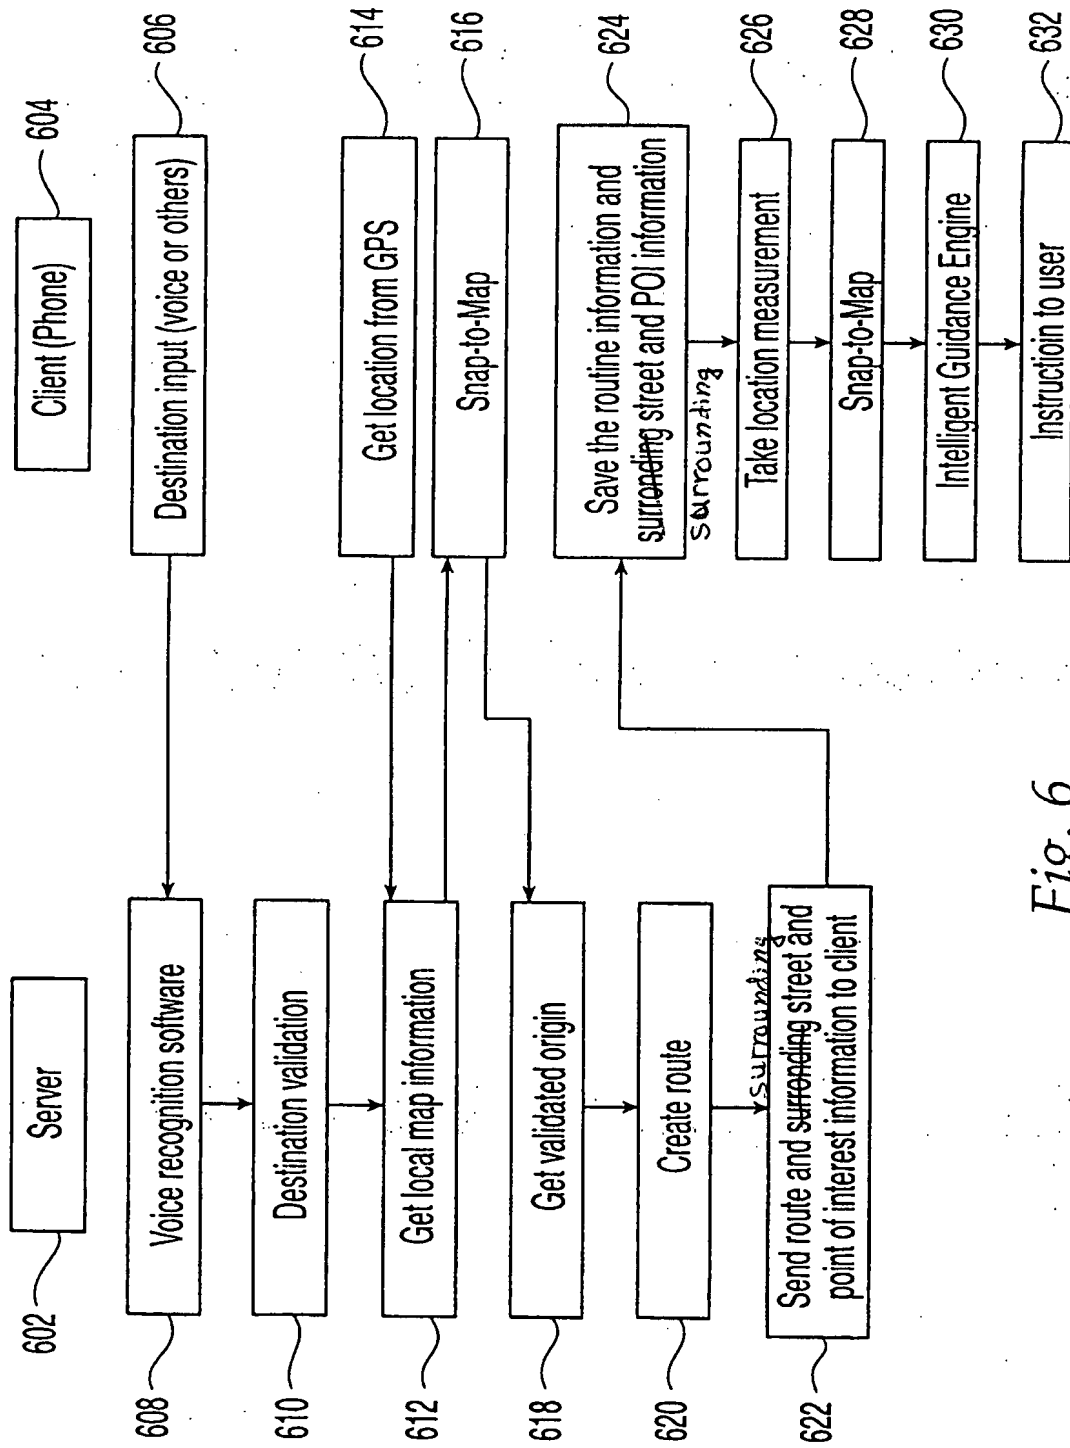 Server
602
Client (Phone)
604
Destination input (voice or others)
606
Voice recognition software
608
Destination validation
610
Get local map information
612
Get location from GPS
614
Snap-to-Map
616
Get validated origin
618
Create route
620
surrounding
Send route and surronding street and
point of interest information to client
622
Save the routine information and
surronding street and POI information
624
surrounding
Take location measurement
626
Snap-to-Map
628
Intelligent Guidance Engine
630
Instructioin to user
632
Fig. 6